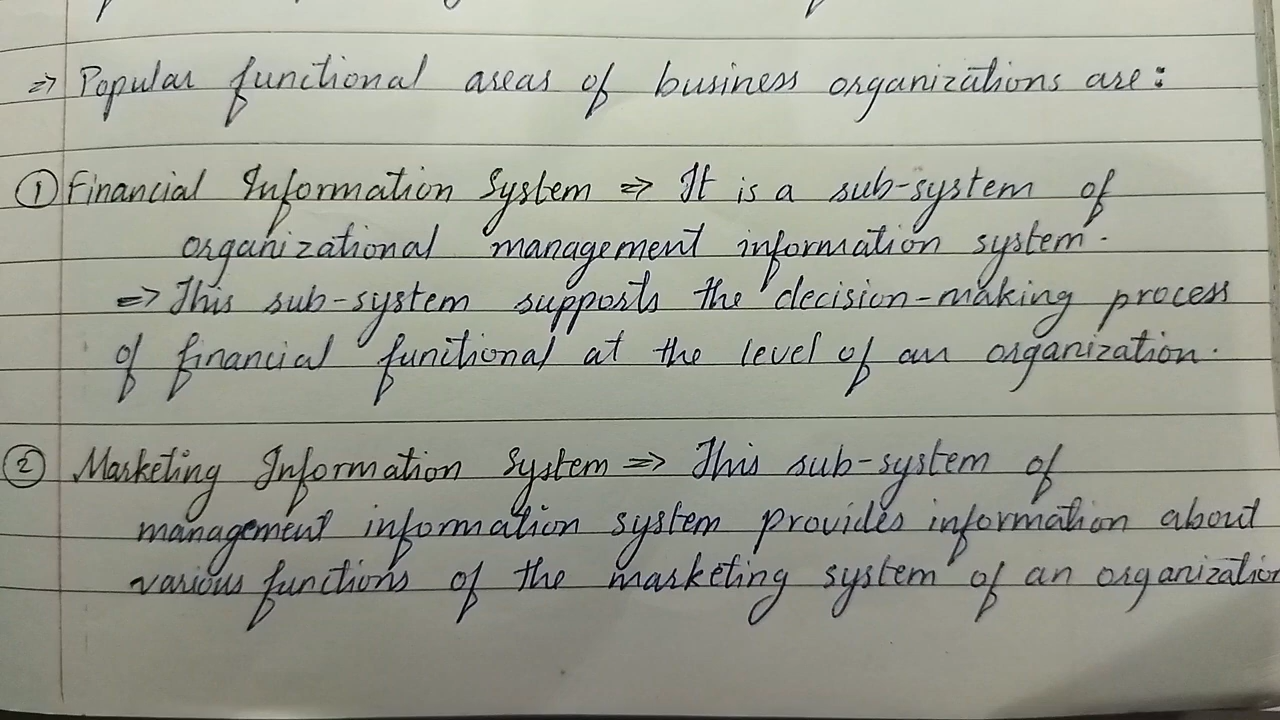 ⇒ Popular functional areas of business organizations are:
① Financial Information System ⇒ It is a sub-system of
organizational management information system.
⇒ This sub-system supports the decision-making process
of financial functional at the level of an organization.
② Marketing Information System ⇒ This sub-system of
management information system provides information about
various functions of the marketing system of an organization